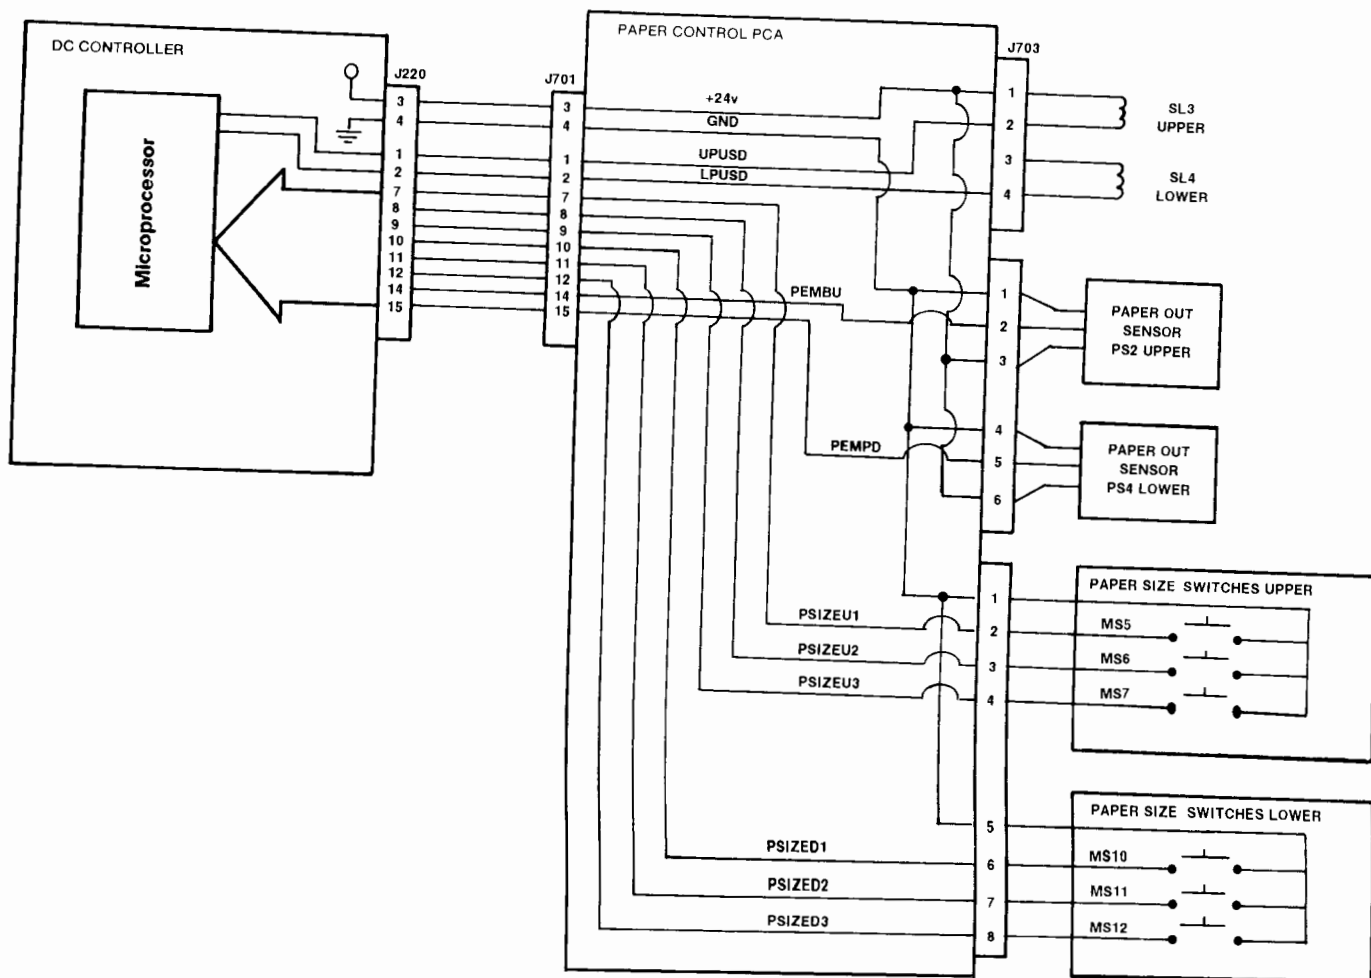 DC CONTROLLER
Microprocessor
J220
3
4
1
2
7
8
9
10
11
12
14
15
J701
3
4
1
2
7
8
9
10
11
12
14
15
PAPER CONTROL PCA
+24v
GND
UPUSD
LPUSD
PEMBU
PEMPD
PSIZEU1
PSIZEU2
PSIZEU3
PSIZED1
PSIZED2
PSIZED3
J703
1
2
3
4
SL3
UPPER
SL4
LOWER
1
2
3
4
5
6
PAPER OUT
SENSOR
PS2 UPPER
PAPER OUT
SENSOR
PS4 LOWER
1
2
3
4
5
6
7
8
PAPER SIZE SWITCHES UPPER
MS5
MS6
MS7
PAPER SIZE SWITCHES LOWER
MS10
MS11
MS12